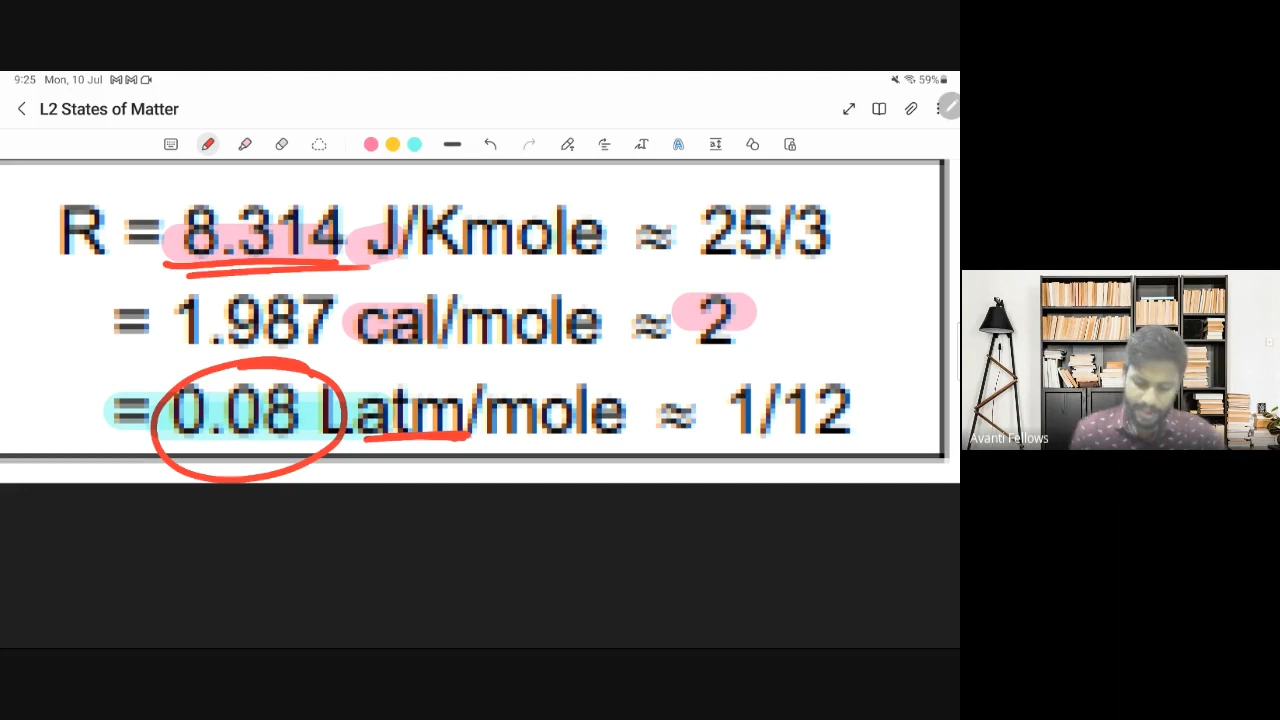 9:25 Mon, 10 Jul
59%
L2 States of Matter
R = 8.314 J/Kmole ≈ 25/3
= 1.987 cal/mole ≈ 2
= 0.08 Latm/mole ≈ 1/12
Avanti Fellows